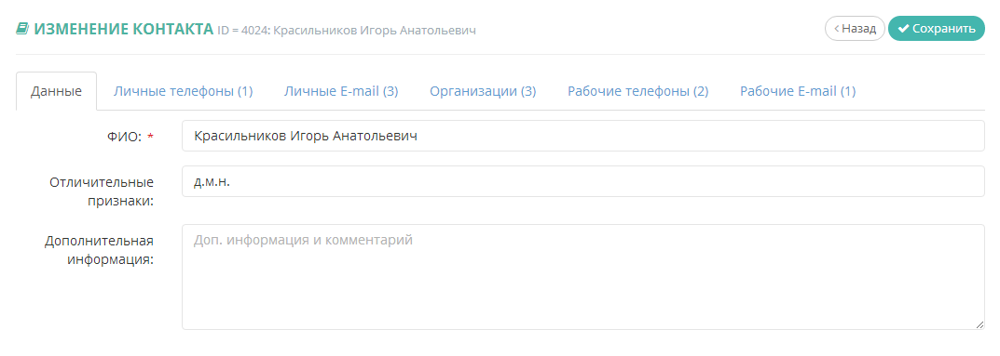 ИЗМЕНЕНИЕ КОНТАКТА ID = 4024: Красильников Игорь Анатольевич
Назад
Сохранить
Данные Личные телефоны (1) Личные E-mail (3) Организации (3) Рабочие телефоны (2) Рабочие E-mail (1)
ФИО: * Красильников Игорь Анатольевич
Отличительные
признаки:
д.м.н.
Дополнительная
информация:
Доп. информация и комментарий